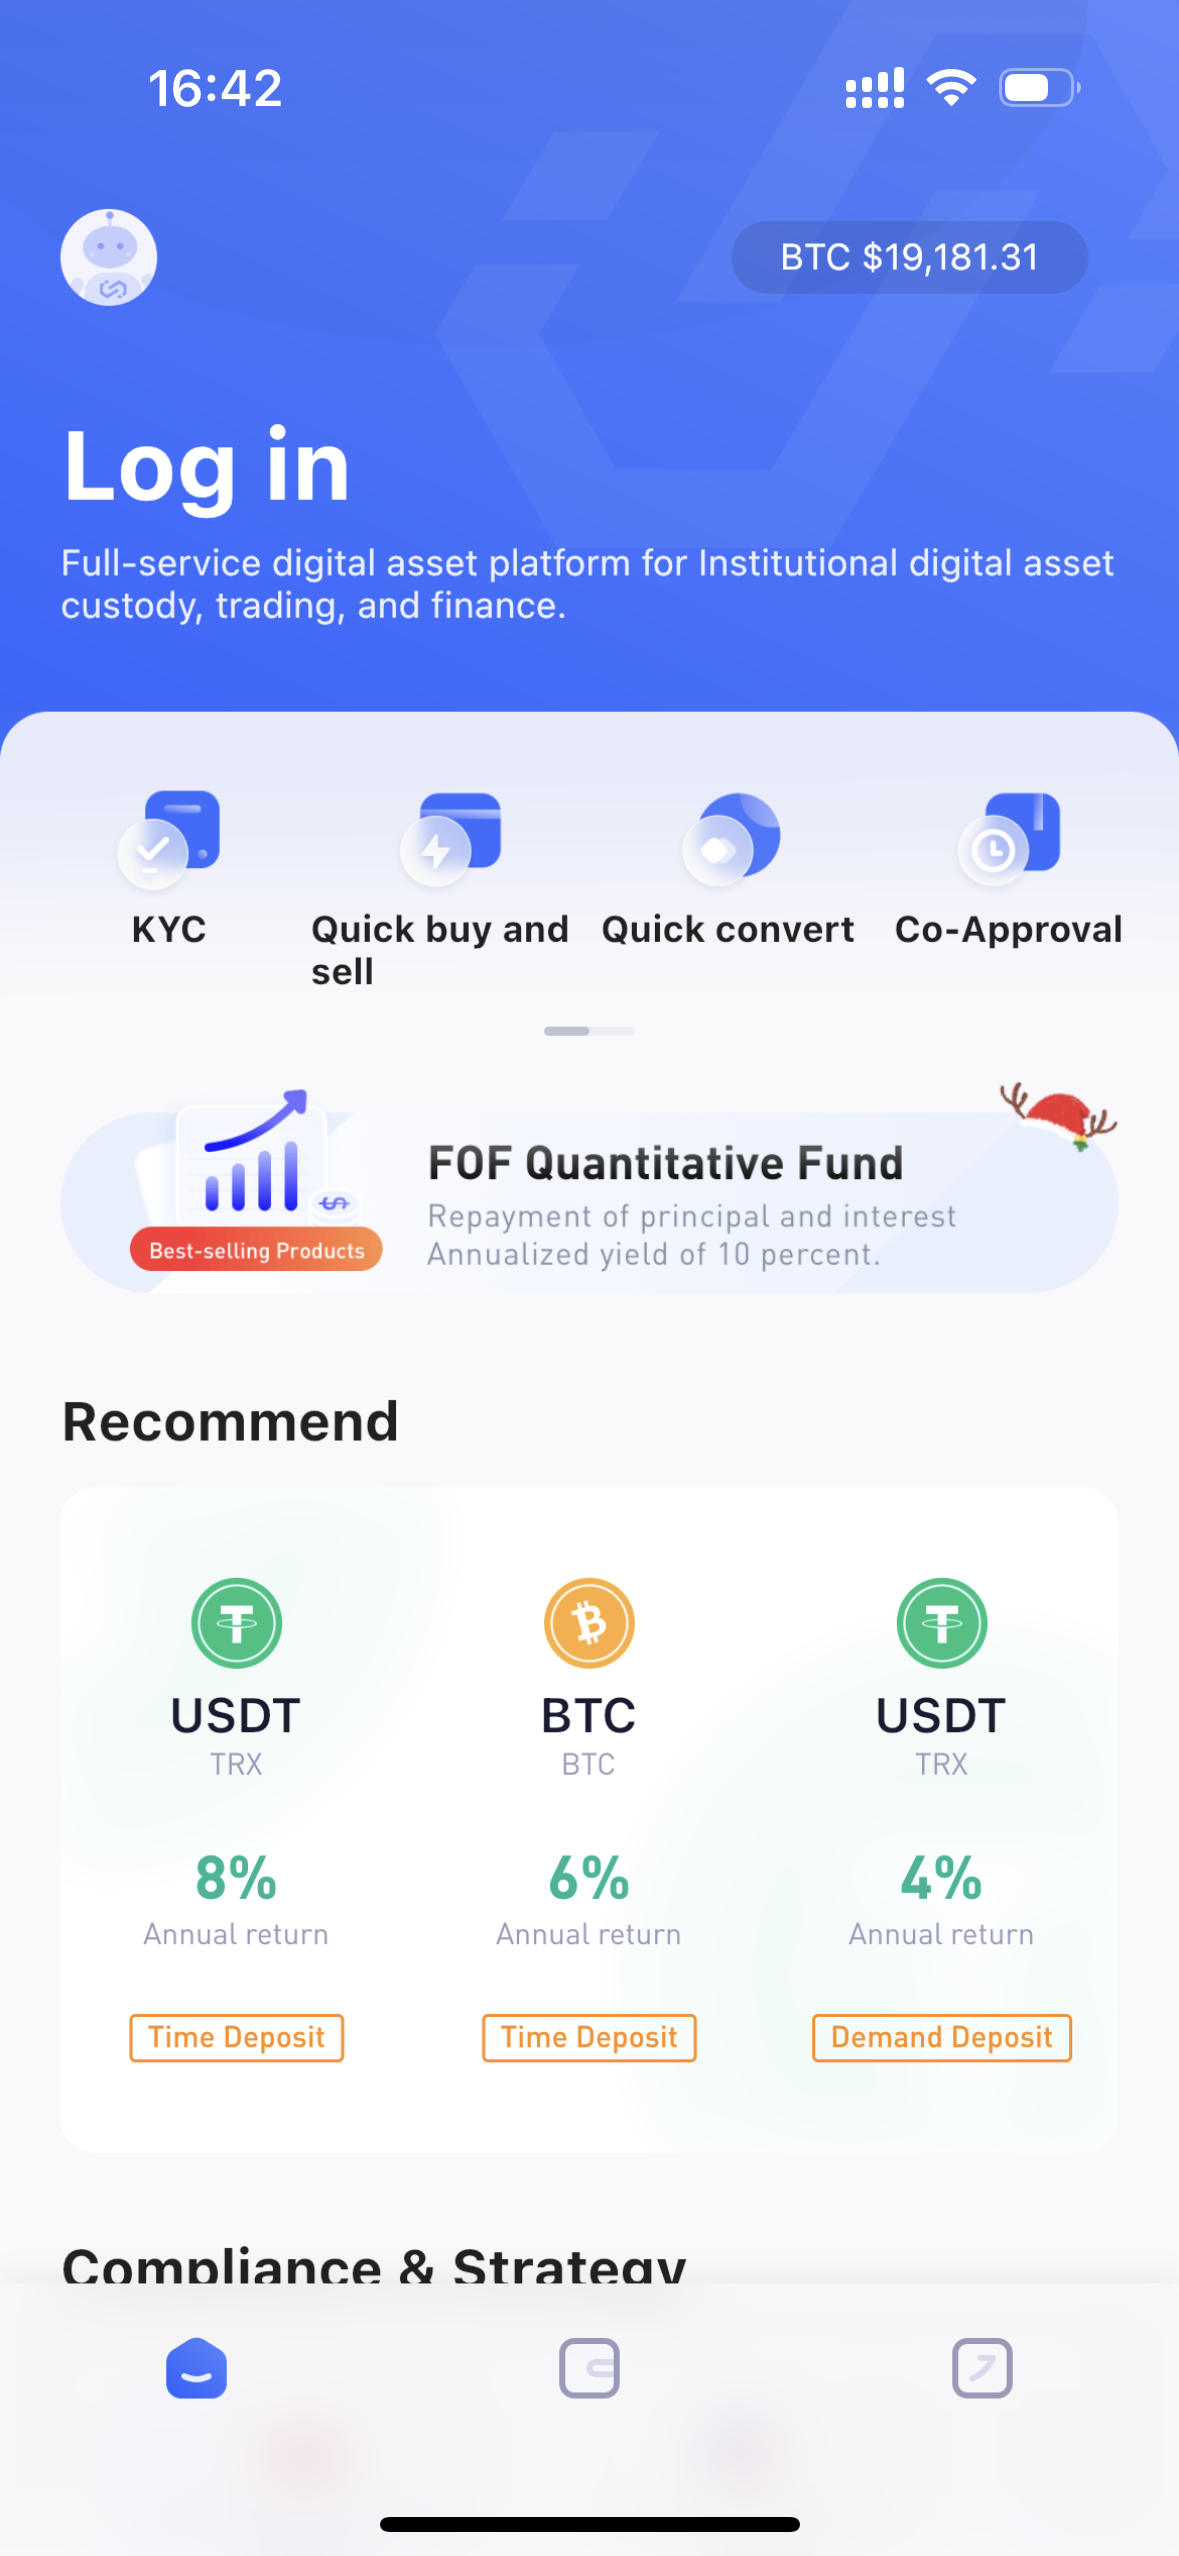 16:42
BTC $19,181.31
Log in
Full-service digital asset platform for Institutional digital asset
custody, trading, and finance.
KYC
Quick buy and
sell
Quick convert
Co-Approval
FOF Quantitative Fund
Repayment of principal and interest
Annualized yield of 10 percent.
Best-selling Products
Recommend
USDT
TRX
8%
Annual return
Time Deposit
BTC
BTC
6%
Annual return
Time Deposit
USDT
TRX
4%
Annual return
Demand Deposit
Compliance & Strategy